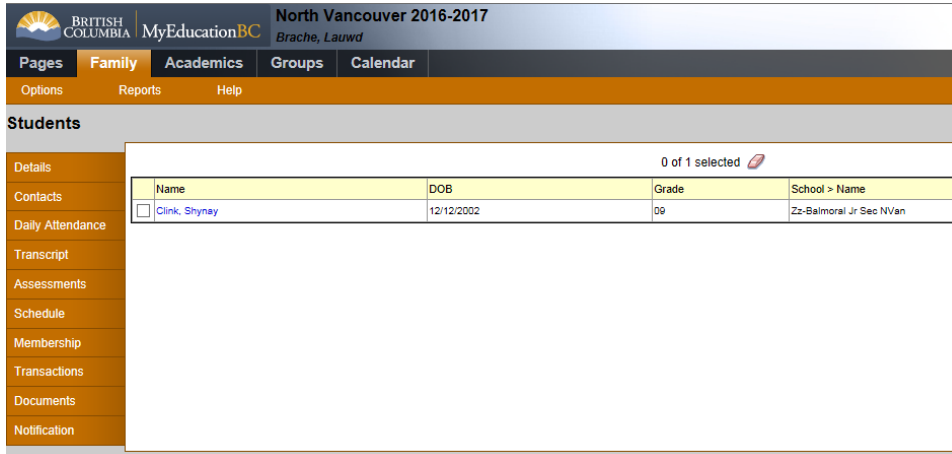 BRITISH COLUMBIA MyEducationBC
North Vancouver 2016-2017
Brache, Lauwd
Pages Family Academics Groups Calendar
Options Reports Help
Students
0 of 1 selected
Details
Contacts
Daily Attendance
Transcript
Assessments
Schedule
Membership
Transactions
Documents
Notification
Name DOB Grade School > Name
Clink, Shynay 12/12/2002 09 Zz-Balmoral Jr Sec NVan